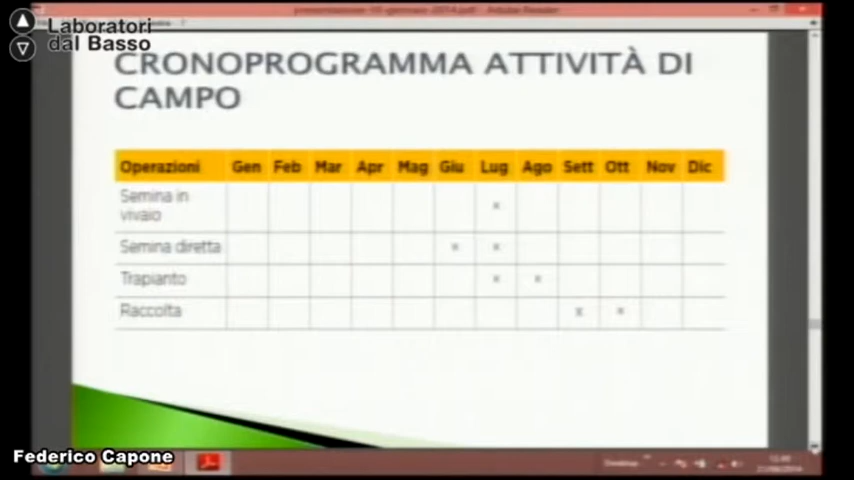 Laboratori
dal Basso
CRONOPROGRAMMA ATTIVITÀ DI
CAMPO
Operazioni Gen Feb Mar Apr Mag Giu Lug Ago Sett Ott Nov Dic
Semina in
vivaio x
Semina diretta x x
Trapianto x x
Raccolta x x
Federico Capone